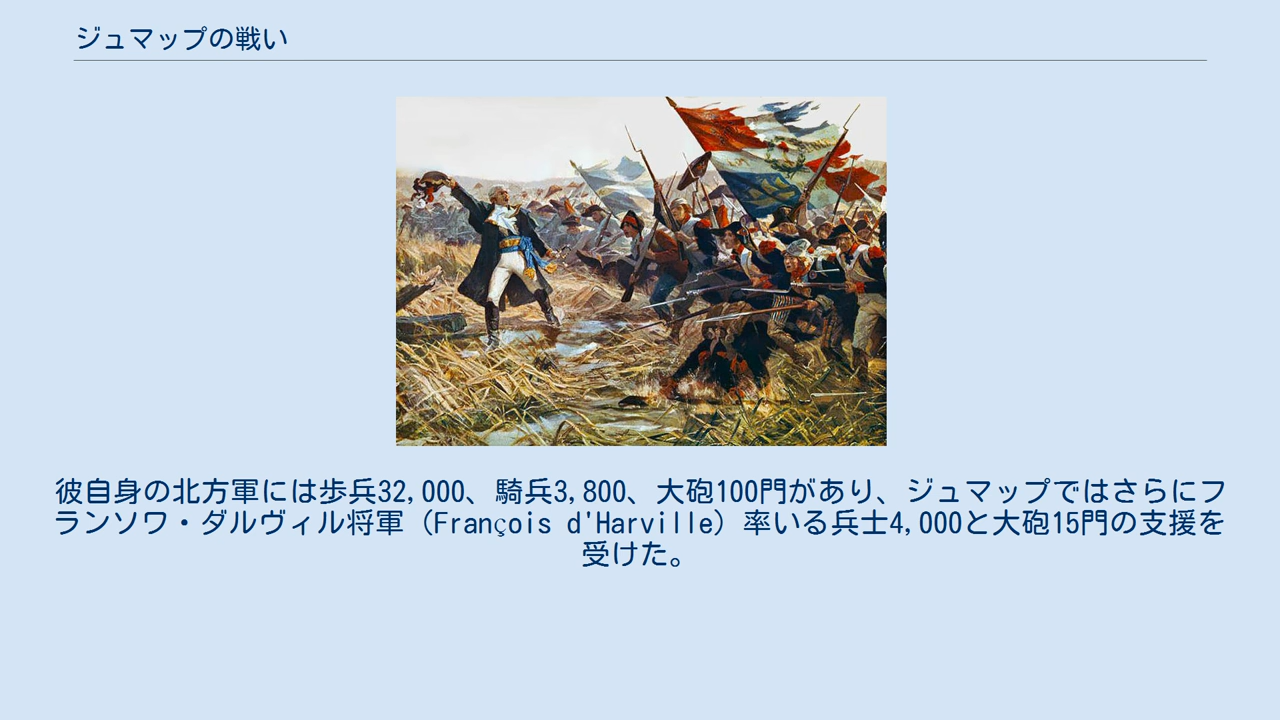 ジュマップの戦い
彼自身の北方軍には歩兵32,000、騎兵3,800、大砲100門があり、ジュマップではさらにフ
ランソワ・ダルヴィル将軍（François d'Harville）率いる兵士4,000と大砲15門の支援を
受けた。